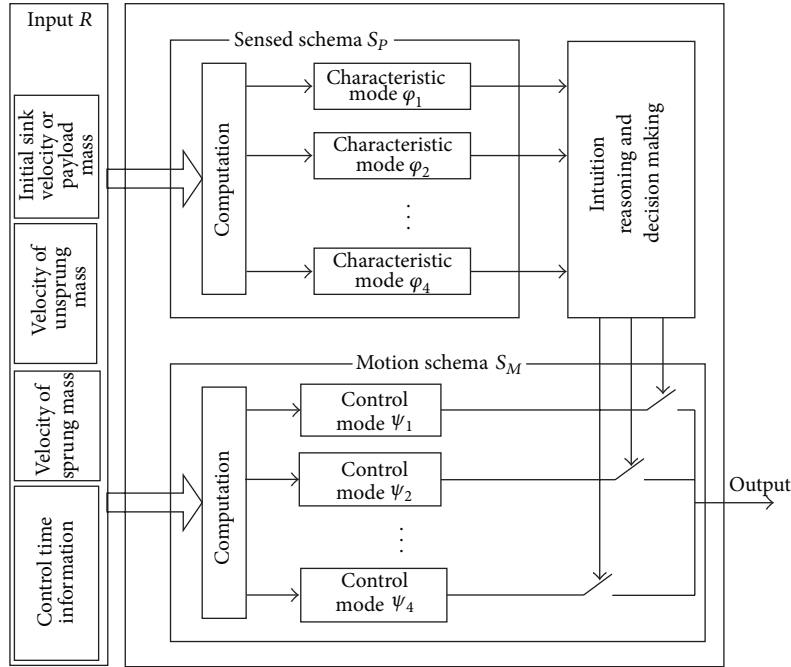 Input R
Initial sink
velocity or
payload
mass
Velocity of
unsprung
mass
Velocity of
sprung mass
Control time
information
Sensed schema S_P
Computation
Characteristic
mode φ_1
Characteristic
mode φ_2
⋮
Characteristic
mode φ_4
Intuition
reasoning and
decision making
Motion schema S_M
Computation
Control
mode ψ_1
Control
mode ψ_2
⋮
Control
mode ψ_4
Output